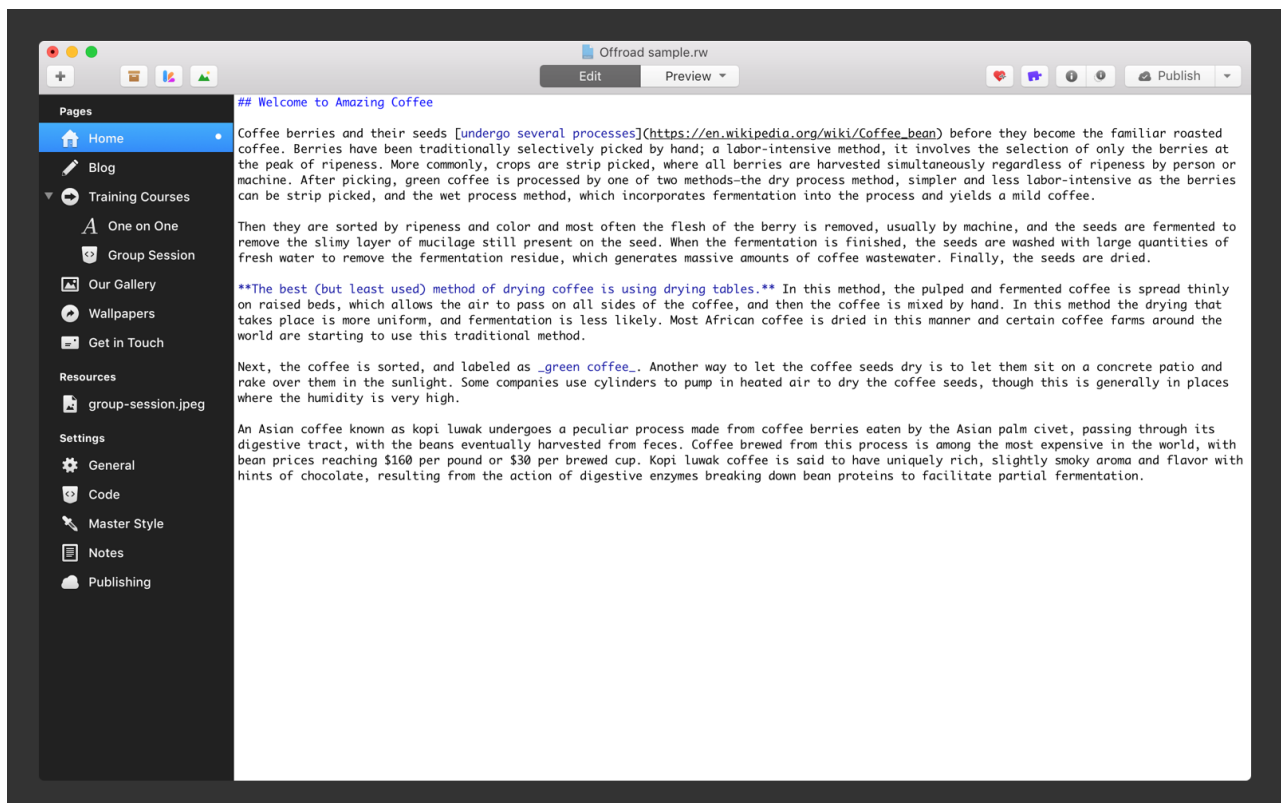 Offroad sample.rw
Edit
Preview
Publish
Pages
Home
Blog
Training Courses
A One on One
Group Session
Our Gallery
Wallpapers
Get in Touch
Resources
group-session.jpeg
Settings
General
Code
Master Style
Notes
Publishing
## Welcome to Amazing Coffee
Coffee berries and their seeds [undergo several processes](https://en.wikipedia.org/wiki/Coffee_bean) before they become the familiar roasted
coffee. Berries have been traditionally selectively picked by hand; a labor-intensive method, it involves the selection of only the berries at
the peak of ripeness. More commonly, crops are strip picked, where all berries are harvested simultaneously regardless of ripeness by person or
machine. After picking, green coffee is processed by one of two methods—the dry process method, simpler and less labor-intensive as the berries
can be strip picked, and the wet process method, which incorporates fermentation into the process and yields a mild coffee.
Then they are sorted by ripeness and color and most often the flesh of the berry is removed, usually by machine, and the seeds are fermented to
remove the slimy layer of mucilage still present on the seed. When the fermentation is finished, the seeds are washed with large quantities of
fresh water to remove the fermentation residue, which generates massive amounts of coffee wastewater. Finally, the seeds are dried.
**The best (but least used) method of drying coffee is using drying tables.** In this method, the pulped and fermented coffee is spread thinly
on raised beds, which allows the air to pass on all sides of the coffee, and then the coffee is mixed by hand. In this method the drying that
takes place is more uniform, and fermentation is less likely. Most African coffee is dried in this manner and certain coffee farms around the
world are starting to use this traditional method.
Next, the coffee is sorted, and labeled as _green coffee_. Another way to let the coffee seeds dry is to let them sit on a concrete patio and
rake over them in the sunlight. Some companies use cylinders to pump in heated air to dry the coffee seeds, though this is generally in places
where the humidity is very high.
An Asian coffee known as kopi luwak undergoes a peculiar process made from coffee berries eaten by the Asian palm civet, passing through its
digestive tract, with the beans eventually harvested from feces. Coffee brewed from this process is among the most expensive in the world, with
bean prices reaching $160 per pound or $30 per brewed cup. Kopi luwak coffee is said to have uniquely rich, slightly smoky aroma and flavor with
hints of chocolate, resulting from the action of digestive enzymes breaking down bean proteins to facilitate partial fermentation.